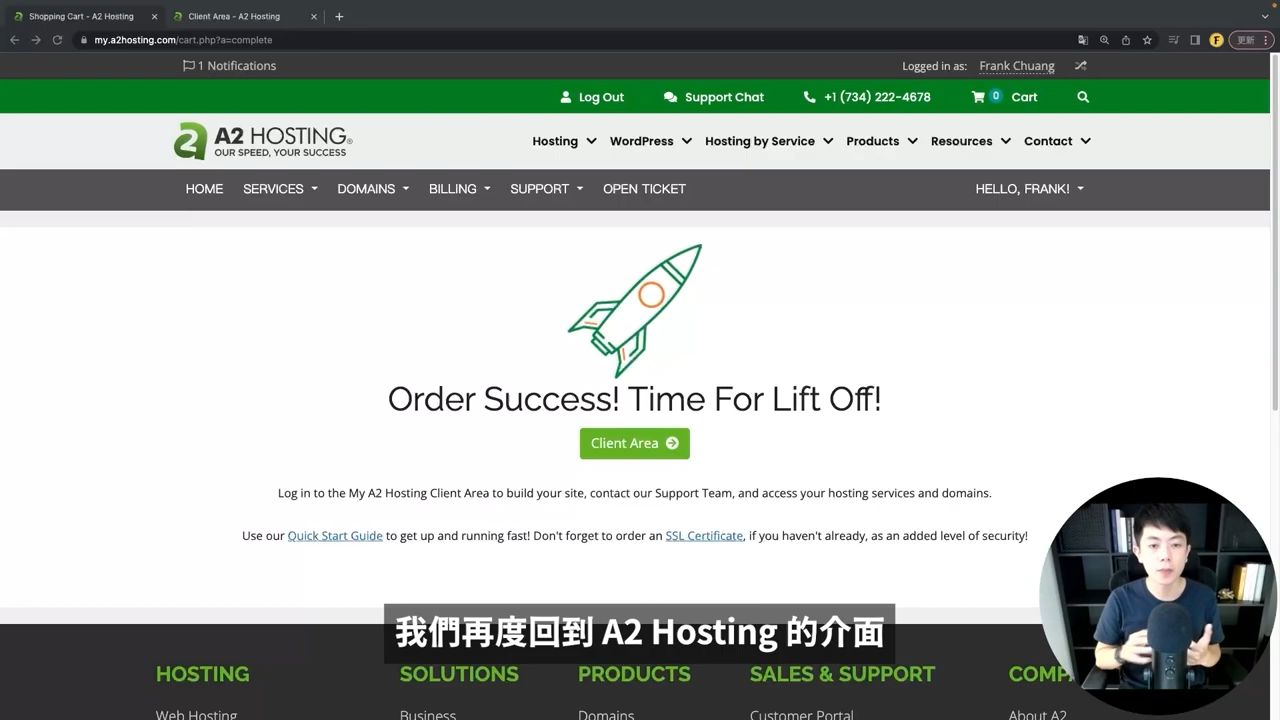 Shopping Cart - A2 Hosting
Client Area - A2 Hosting
my.a2hosting.com/cart.php?a=complete
更新
1 Notifications
Logged in as: Frank Chuang
Log Out
Support Chat
+1 (734) 222-4678
0 Cart
A2 HOSTING®
OUR SPEED, YOUR SUCCESS
Hosting
WordPress
Hosting by Service
Products
Resources
Contact
HOME
SERVICES
DOMAINS
BILLING
SUPPORT
OPEN TICKET
HELLO, FRANK!
Order Success! Time For Lift Off!
Client Area
Log in to the My A2 Hosting Client Area to build your site, contact our Support Team, and access your hosting services and domains.
Use our Quick Start Guide to get up and running fast! Don't forget to order an SSL Certificate, if you haven't already, as an added level of security!
我們再度回到 A2 Hosting 的介面
HOSTING
SOLUTIONS
PRODUCTS
SALES & SUPPORT
COMP
Web Hosting
Business
Domains
Customer Portal
About A2